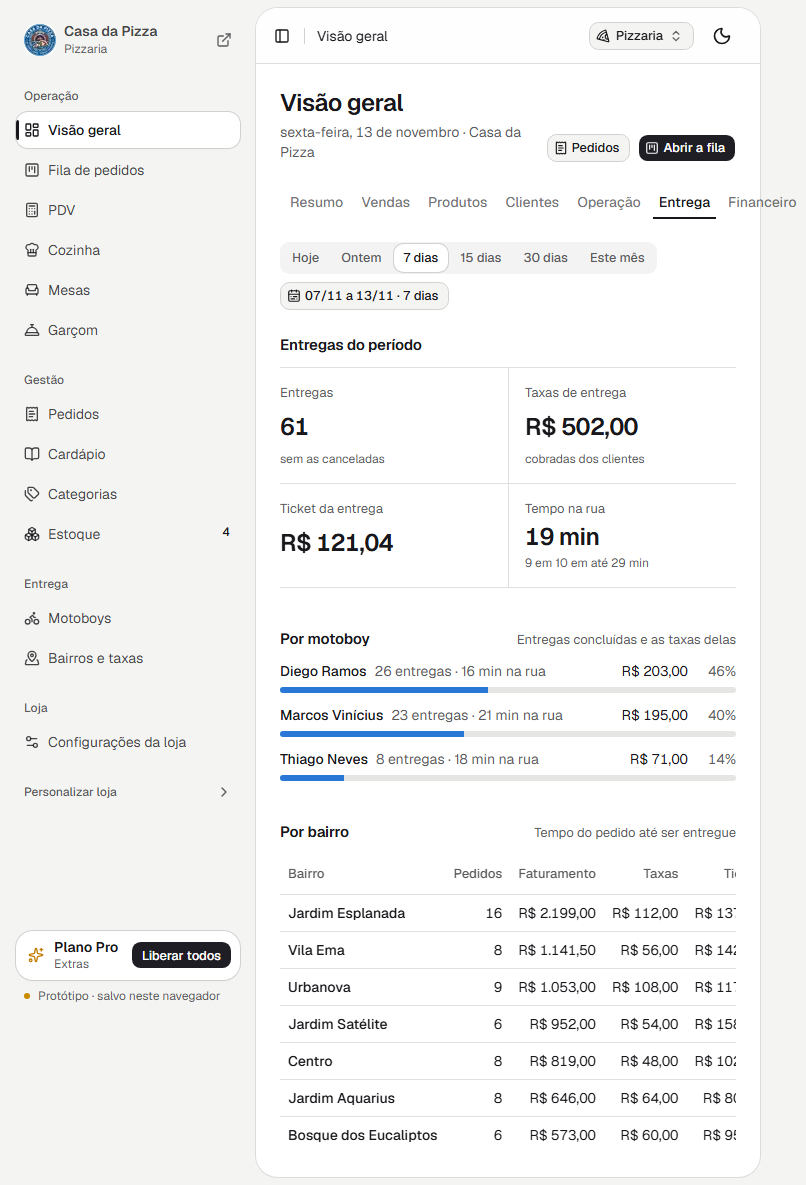 Casa da Pizza
Pizzaria
Operação
Visão geral
Fila de pedidos
PDV
Cozinha
Mesas
Garçom
Gestão
Pedidos
Cardápio
Categorias
Estoque 4
Entrega
Motoboys
Bairros e taxas
Loja
Configurações da loja
Personalizar loja
Plano Pro
Extras
Liberar todos
Protótipo · salvo neste navegador
Visão geral
Pizzaria
Visão geral
sexta-feira, 13 de novembro · Casa da
Pizza
Pedidos
Abrir a fila
Resumo Vendas Produtos Clientes Operação Entrega Financeiro
Hoje Ontem 7 dias 15 dias 30 dias Este mês
07/11 a 13/11 · 7 dias
Entregas do período
Entregas
61
sem as canceladas
Taxas de entrega
R$ 502,00
cobradas dos clientes
Ticket da entrega
R$ 121,04
Tempo na rua
19 min
9 em 10 em até 29 min
Por motoboy Entregas concluídas e as taxas delas
Diego Ramos 26 entregas · 16 min na rua R$ 203,00 46%
Marcos Vinícius 23 entregas · 21 min na rua R$ 195,00 40%
Thiago Neves 8 entregas · 18 min na rua R$ 71,00 14%
Por bairro Tempo do pedido até ser entregue
Bairro Pedidos Faturamento Taxas
Jardim Esplanada 16 R$ 2.199,00 R$ 112,00 R$ 137
Vila Ema 8 R$ 1.141,50 R$ 56,00 R$ 142
Urbanova 9 R$ 1.053,00 R$ 108,00 R$ 117
Jardim Satélite 6 R$ 952,00 R$ 54,00 R$ 158
Centro 8 R$ 819,00 R$ 48,00 R$ 102
Jardim Aquarius 8 R$ 646,00 R$ 64,00 R$ 80
Bosque dos Eucaliptos 6 R$ 573,00 R$ 60,00 R$ 95